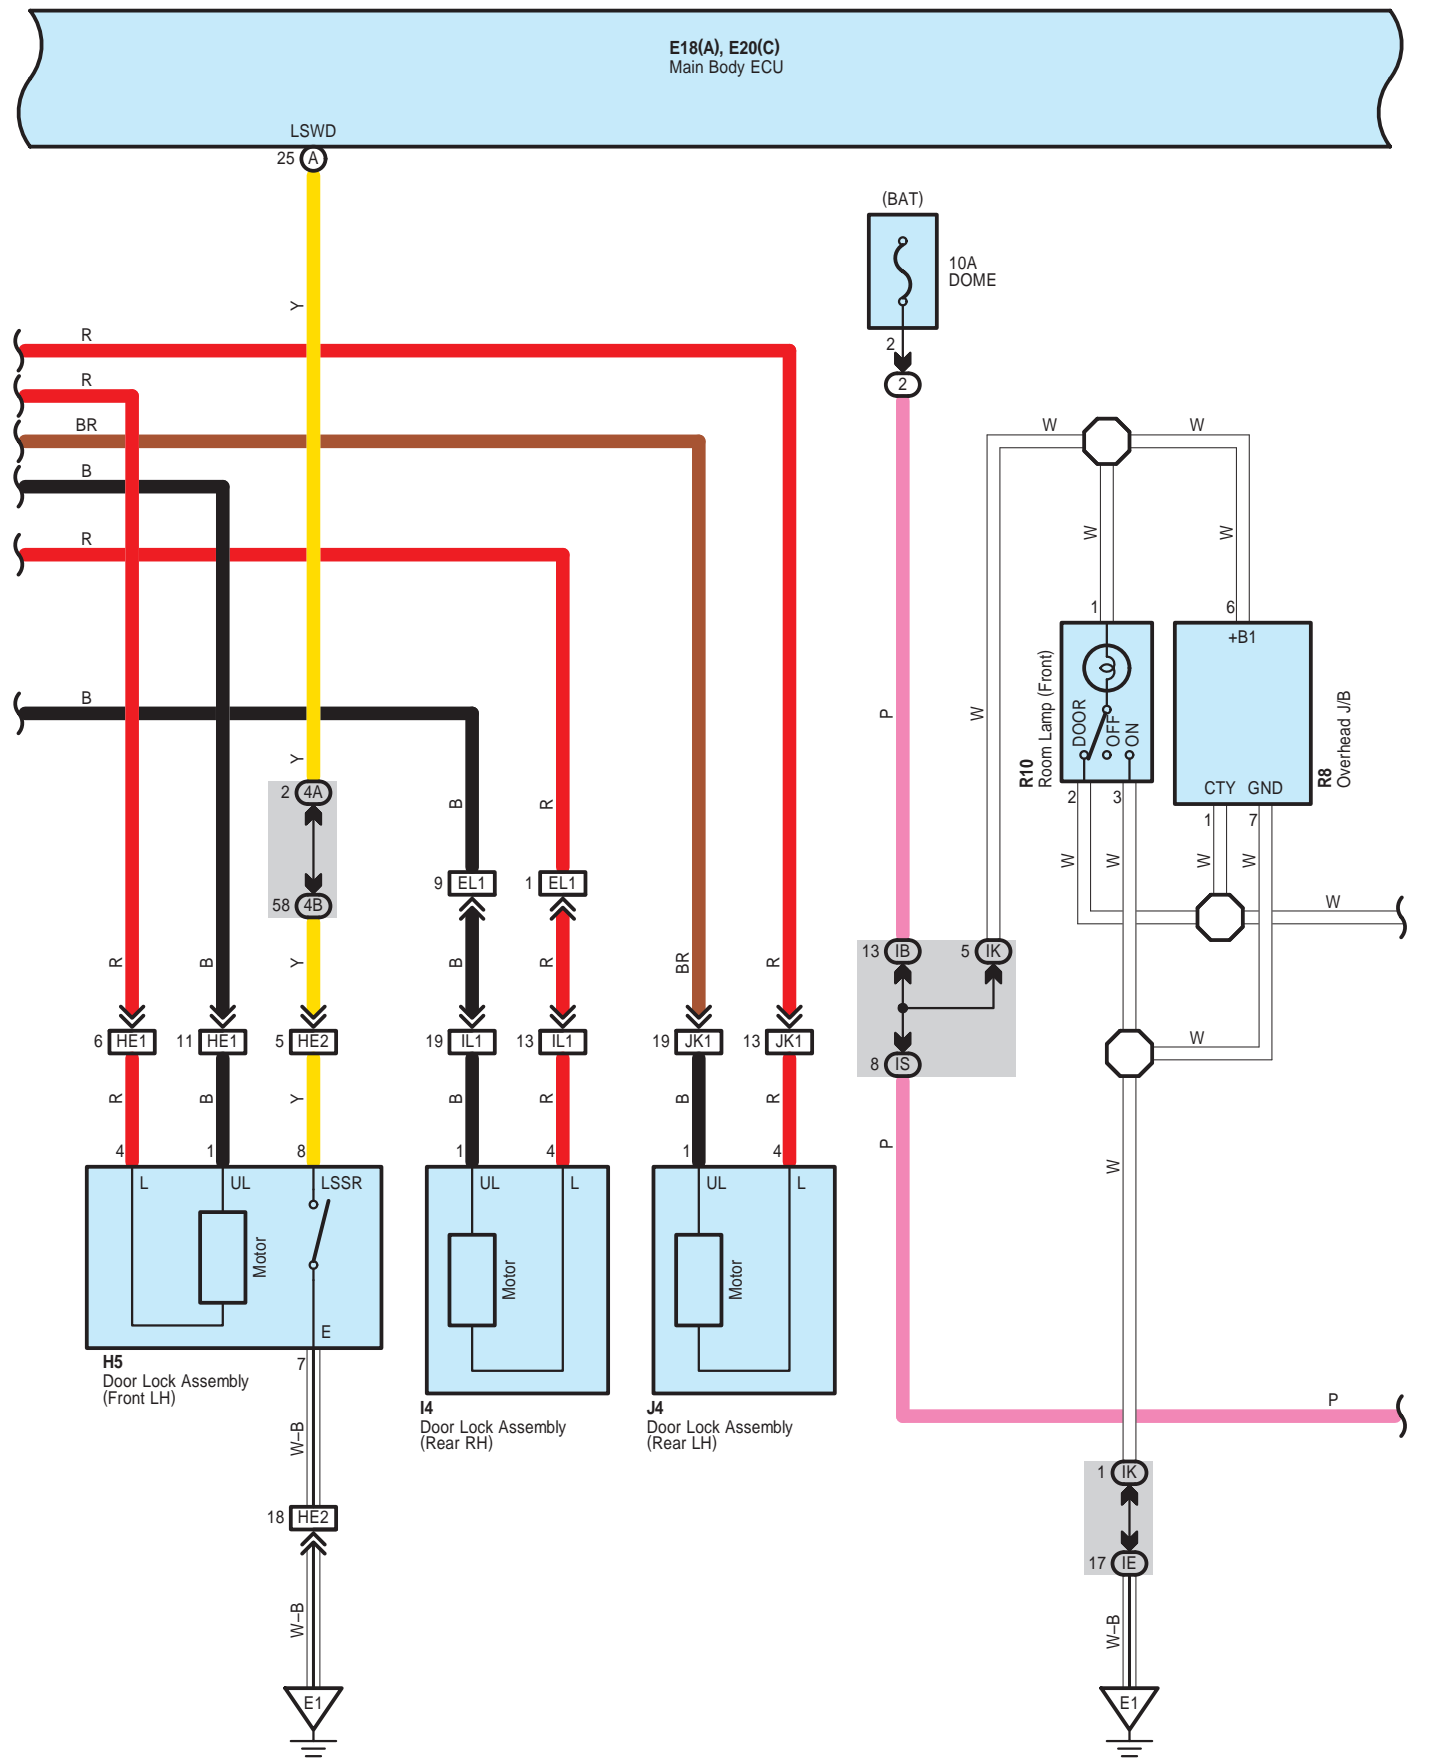 E18(A), E20(C)
Main Body ECU
LSWD
25 A
(BAT)
10A
DOME
2
2
Y
R
R
BR
B
R
B
W W
W W
1 6
+B1
R10
Room Lamp (Front)
DOOR
OFF
ON
R8
Overhead J/B
CTY GND
2 3 1 7
W W W W
W
P
W
Y
2 4A
58 4B
B R
9 EL1 1 EL1
R B Y B R BR R
13 IB 5 IK
8 IS
W
6 HE1 11 HE1 5 HE2 19 IL1 13 IL1 19 JK1 13 JK1
R B Y B R B R
P
W
4 1 8 1 4 1 4
L UL LSSR UL L UL L
Motor Motor Motor
E
7
H5
Door Lock Assembly
(Front LH)
I4
Door Lock Assembly
(Rear RH)
J4
Door Lock Assembly
(Rear LH)
P
W–B
18 HE2
W–B
1 IK
17 IE
W–B
E1
E1